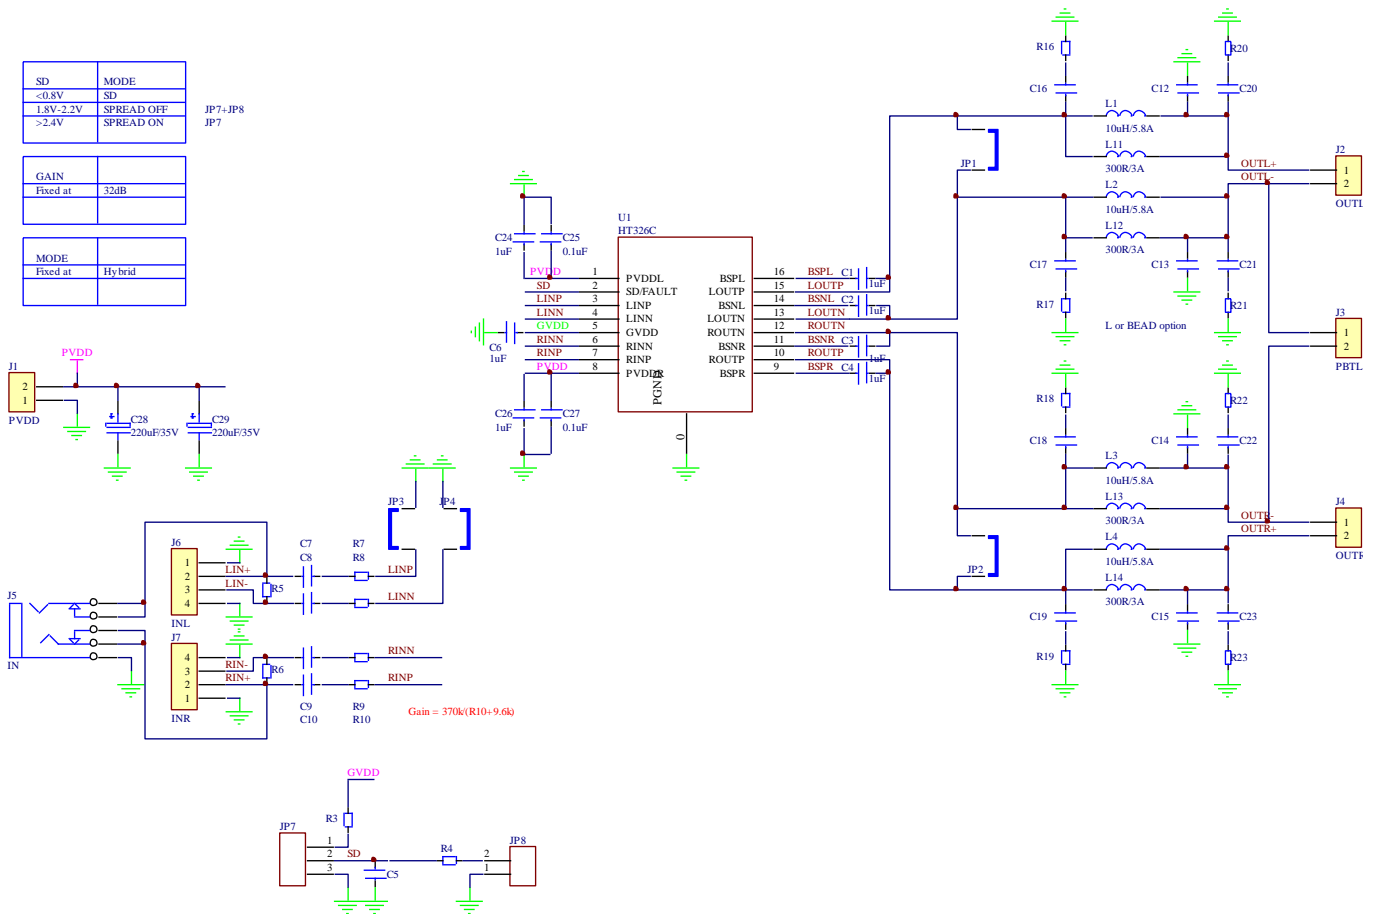 SD MODE
<0.8V SD
1.8V-2.2V SPREAD OFF JP7+JP8
>2.4V SPREAD ON JP7
GAIN
Fixed at 32dB
MODE
Fixed at Hybrid
PVDD
J1
2
1
PVDD
C28
220uF/35V
C29
220uF/35V
C24
1uF
C25
0.1uF
U1
HT326C
PVDD 1 PVDDL
SD 2 SD/FAULT
LINP 3 LINP
LINN 4 LINN
GVDD 5 GVDD
RINN 6 RINN
RINP 7 RINP
PVDD 8 PVDDR
PGND
0
BSPL 16 BSPL
LOUTP 15 LOUTP
BSNL 14 BSNL
LOUTN 13 LOUTN
ROUTN 12 ROUTN
BSNR 11 BSNR
ROUTP 10 ROUTP
BSPR 9 BSPR
C1
1uF
C2
1uF
C3
1uF
C4
1uF
C6
1uF
C26
1uF
C27
0.1uF
JP1
JP2
R16
C16
C12
R20
C20
L1
10uH/5.8A
L11
300R/3A
L2
10uH/5.8A
L12
300R/3A
C17
R17
C13
C21
R21
L or BEAD option
OUTL+
OUTL-
J2
1
2
OUTL
J3
1
2
PBTL
R18
C18
C14
R22
C22
L3
10uH/5.8A
L13
300R/3A
L4
10uH/5.8A
L14
300R/3A
C19
R19
C15
C23
R23
OUTR-
OUTR+
J4
1
2
OUTR
JP3
JP4
J5
IN
J6
1
2
3
4
INL
LIN+
LIN-
R5
C7
C8
R7
R8
LINP
LINN
J7
4
3
2
1
INR
RIN-
RIN+
R6
C9
C10
R9
R10
RINN
RINP
Gain = 370k/(R10+9.6k)
GVDD
R3
JP7
1
2
3
SD
C5
R4
JP8
2
1